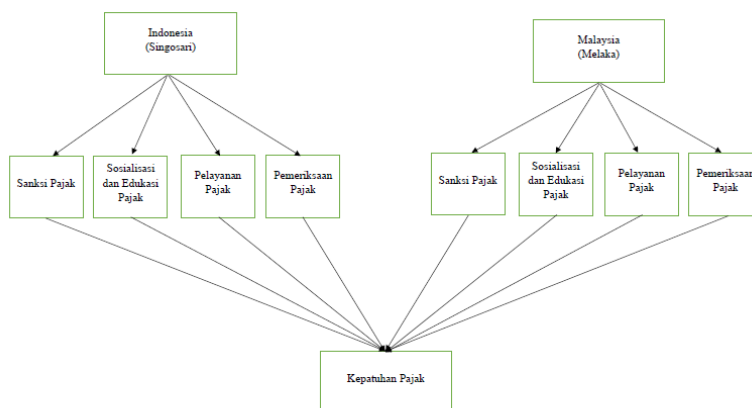 Indonesia
(Singosari)
Malaysia
(Melaka)
Sanksi Pajak
Sosialisasi
dan Edukasi
Pajak
Pelayanan
Pajak
Pemeriksaan
Pajak
Sanksi Pajak
Sosialisasi
dan Edukasi
Pajak
Pelayanan
Pajak
Pemeriksaan
Pajak
Kepatuhan Pajak